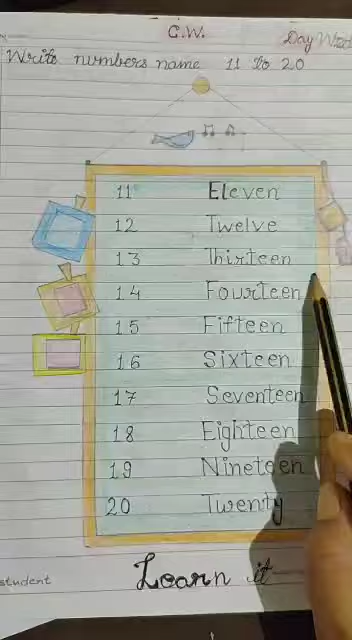 C.W.
Day Wed
Write numbers name 11 to 20
11 Eleven
12 Twelve
13 Thirteen
14 Fourteen
15 Fifteen
16 Sixteen
17 Seventeen
18 Eighteen
19 Nineteen
20 Twenty
Learn it
student